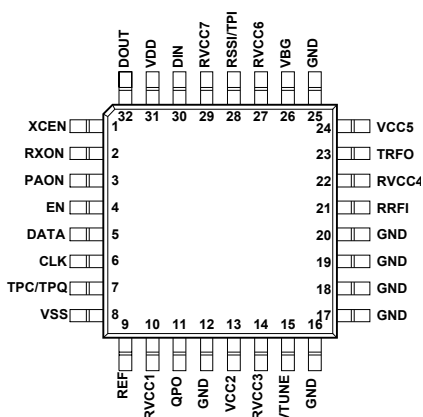 DOUT
VDD
DIN
RVCC7
RSSI/TPI
RVCC6
VBG
GND
32 31 30 29 28 27 26 25
XCEN 1
RXON 2
PAON 3
EN 4
DATA 5
CLK 6
TPC/TPQ 7
VSS 8
24 VCC5
23 TRFO
22 RVCC4
21 RRFI
20 GND
19 GND
18 GND
17 GND
9 10 11 12 13 14 15 16
REF
RVCC1
QPO
GND
VCC2
RVCC3
VTUNE
GND